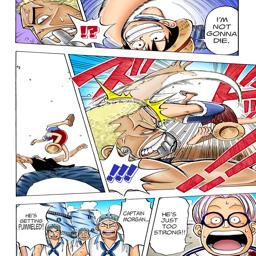 I'M
NOT
GONNA
DIE.
!?
!!!
CAPTAIN
MORGAN...
HE'S
GETTING
PUMMELED!
HE'S
JUST
TOO
STRONG!!